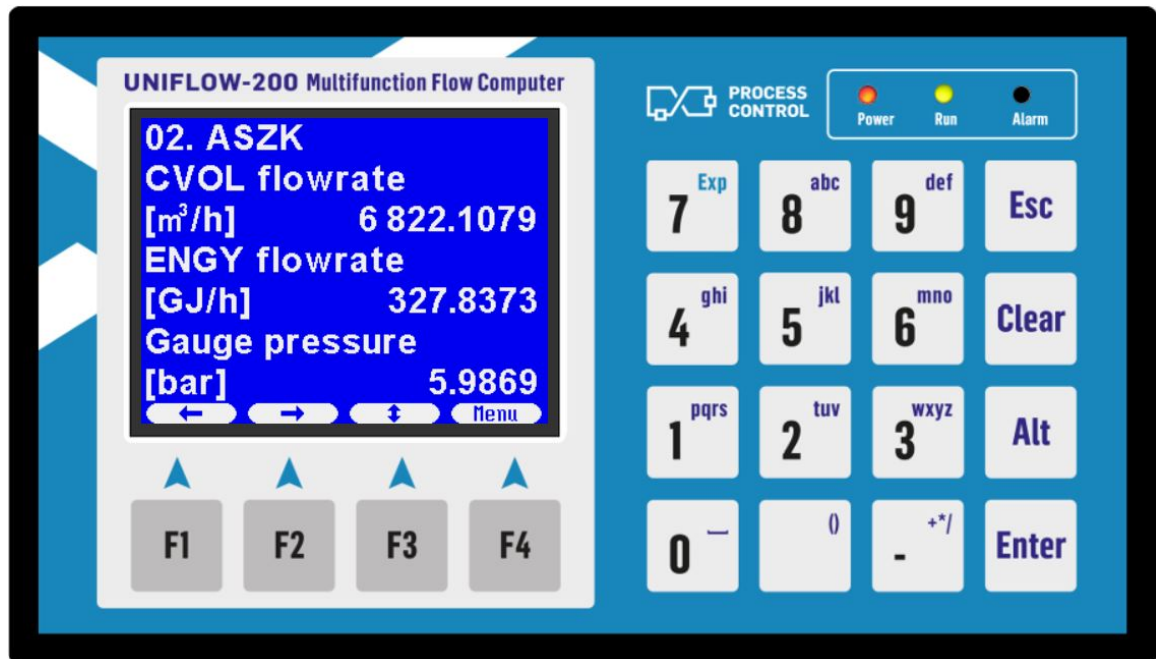 UNIFLOW-200 Multifunction Flow Computer
02. ASZK
CVOL flowrate
[m³/h] 6 822.1079
ENGY flowrate
[GJ/h] 327.8373
Gauge pressure
[bar] 5.9869
← → ↕ Menu
F1 F2 F3 F4
PROCESS
CONTROL
Power Run Alarm
7 Exp 8 abc 9 def Esc
4 ghi 5 jkl 6 mno Clear
1 pqrs 2 tuv 3 wxyz Alt
0 ⎵ () - +*/ Enter